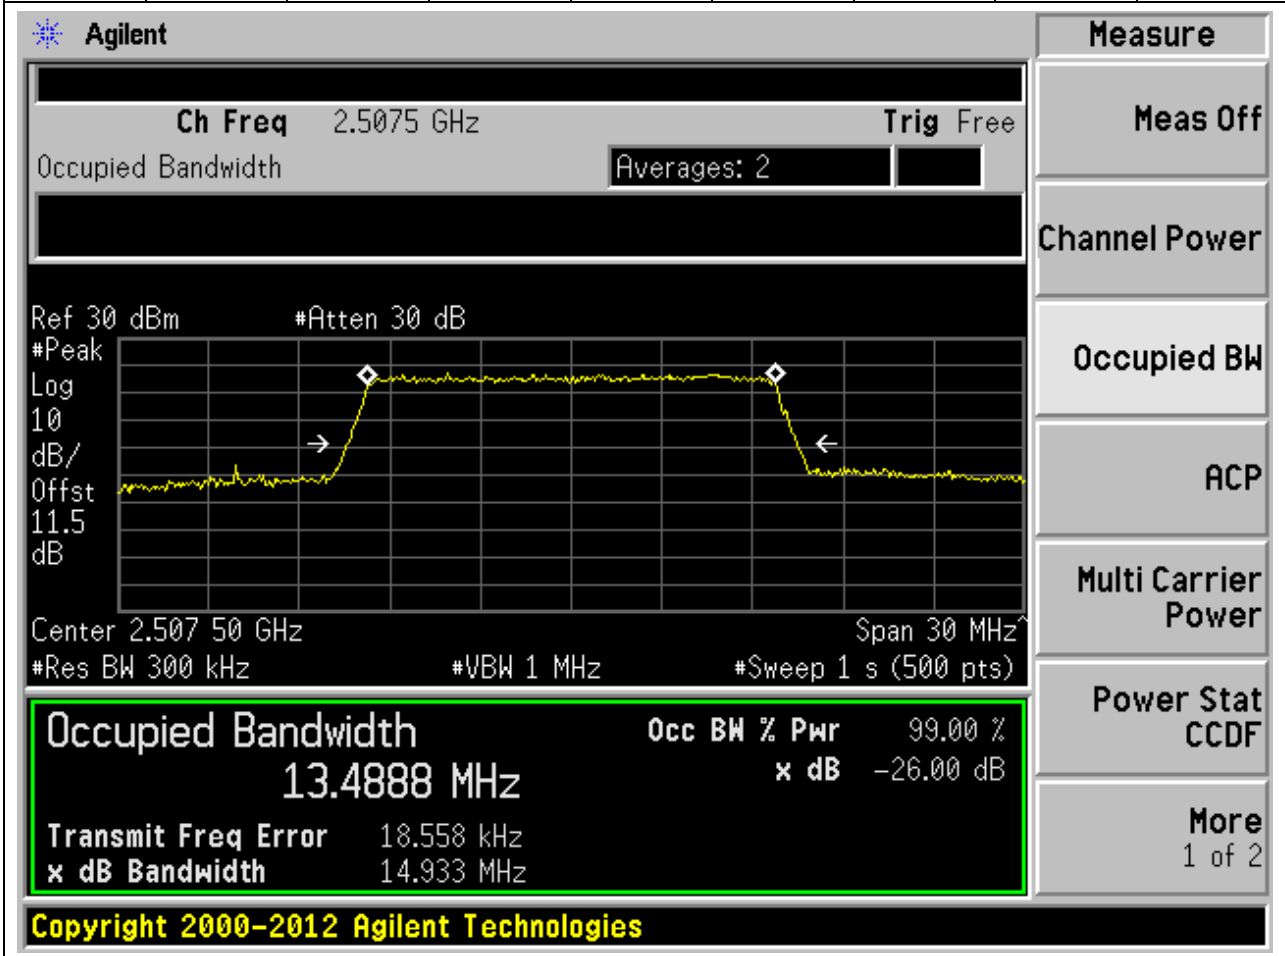 Agilent
Measure
Ch Freq 2.5075 GHz Trig Free
Occupied Bandwidth Averages: 2
Meas Off
Channel Power
Occupied BW
ACP
Multi Carrier
Power
Power Stat
CCDF
More
1 of 2
Ref 30 dBm #Atten 30 dB
#Peak
Log
10
dB/
Offst
11.5
dB
Center 2.507 50 GHz Span 30 MHz^
#Res BW 300 kHz #VBW 1 MHz #Sweep 1 s (500 pts)
Occupied Bandwidth Occ BW % Pwr 99.00 %
13.4888 MHz x dB -26.00 dB
Transmit Freq Error 18.558 kHz
x dB Bandwidth 14.933 MHz
Copyright 2000-2012 Agilent Technologies